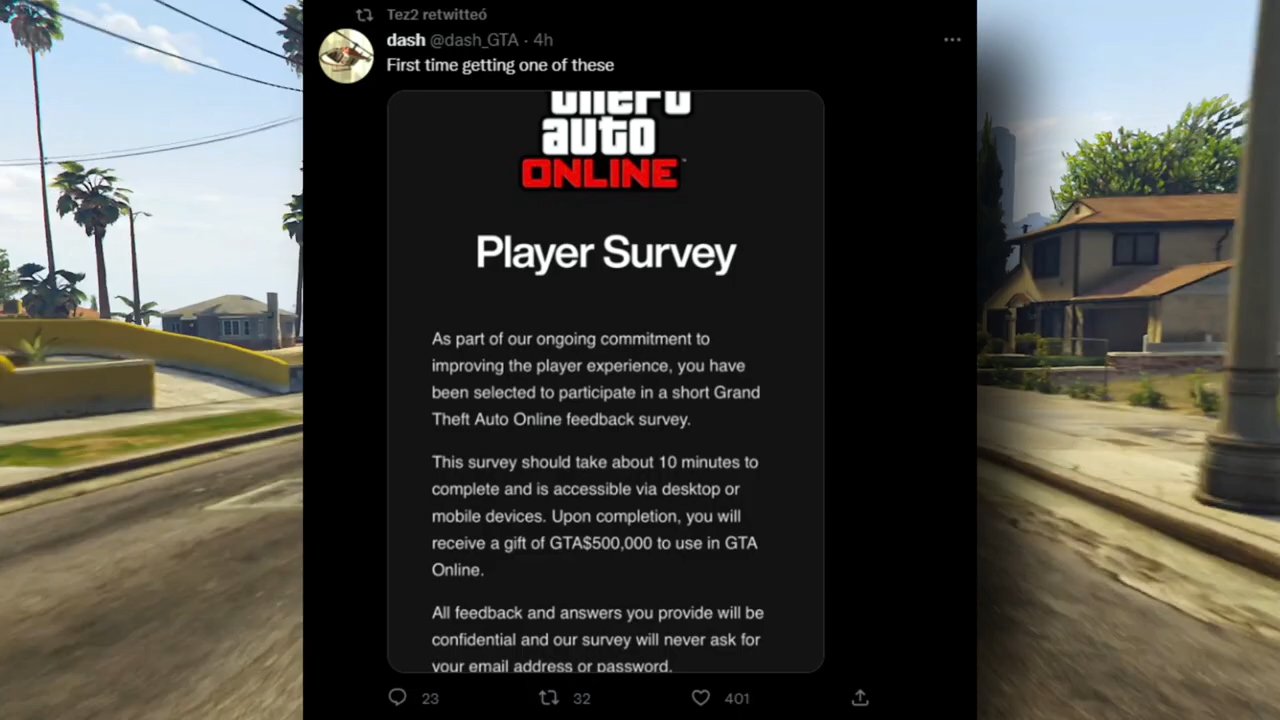 Tez2 retwitteó
dash @dash_GTA · 4h
First time getting one of these
theft
auto
ONLINE™
Player Survey
As part of our ongoing commitment to
improving the player experience, you have
been selected to participate in a short Grand
Theft Auto Online feedback survey.
This survey should take about 10 minutes to
complete and is accessible via desktop or
mobile devices. Upon completion, you will
receive a gift of GTA$500,000 to use in GTA
Online.
All feedback and answers you provide will be
confidential and our survey will never ask for
your email address or password.
23 32 401